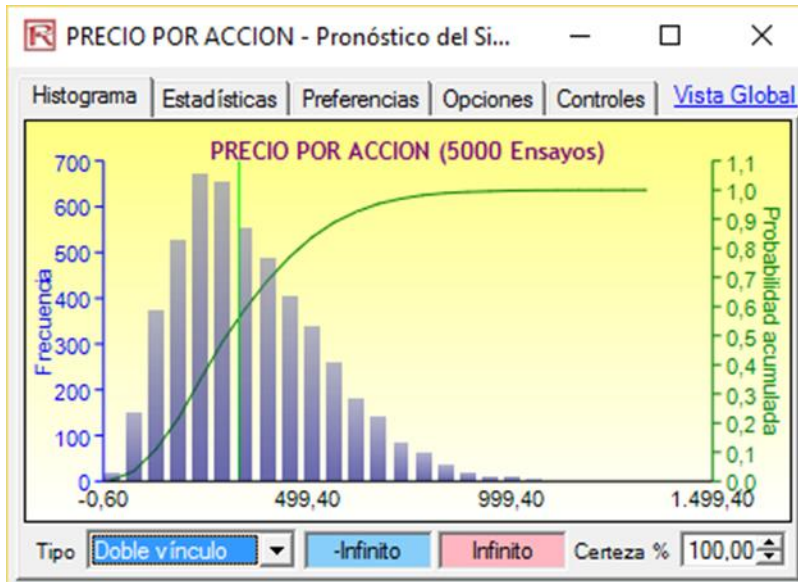 PRECIO POR ACCION - Pronóstico del Si...
Histograma Estadísticas Preferencias Opciones Controles Vista Global
PRECIO POR ACCION (5000 Ensayos)
Frecuencia
700
600
500
400
300
200
100
0
Probabilidad acumulada
1,1
1,0
0,9
0,8
0,7
0,6
0,5
0,4
0,3
0,2
0,1
0,0
-0,60 499,40 999,40 1.499,40
Tipo Doble vínculo -Infinito Infinito Certeza % 100,00